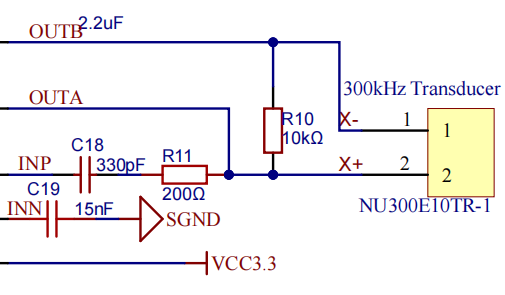 2.2uF
OUTB
300kHz Transducer
OUTA
R10
X-
1
1
10kΩ
C18
R11
INP
330pF
X+
2
2
C19
200Ω
INN
15nF
SGND
NU300E10TR-1
VCC3.3